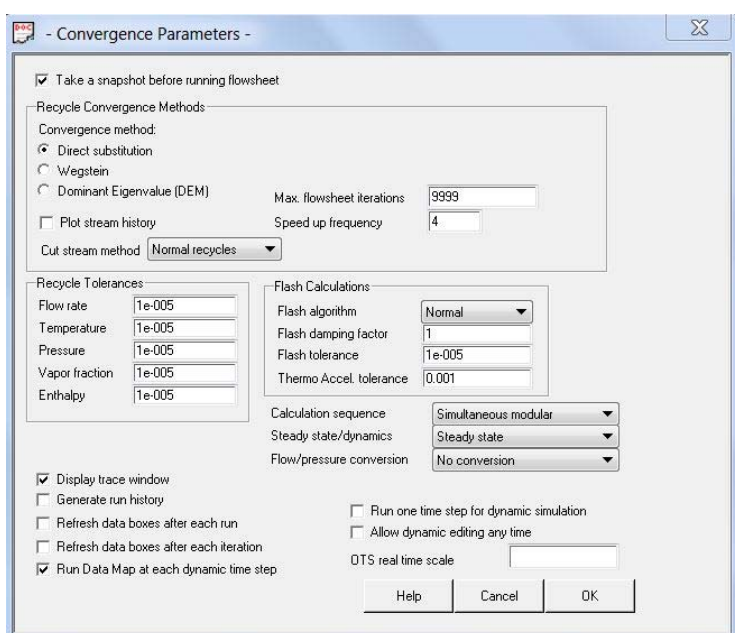 - Convergence Parameters -
Take a snapshot before running flowsheet
Recycle Convergence Methods
Convergence method:
Direct substitution
Wegstein
Dominant Eigenvalue (DEM)
Max. flowsheet iterations 9999
Plot stream history
Speed up frequency 4
Cut stream method Normal recycles
Recycle Tolerances
Flow rate 1e-005
Temperature 1e-005
Pressure 1e-005
Vapor fraction 1e-005
Enthalpy 1e-005
Flash Calculations
Flash algorithm Normal
Flash damping factor 1
Flash tolerance 1e-005
Thermo Accel. tolerance 0.001
Calculation sequence Simultaneous modular
Steady state/dynamics Steady state
Flow/pressure conversion No conversion
Display trace window
Generate run history
Refresh data boxes after each run
Refresh data boxes after each iteration
Run Data Map at each dynamic time step
Run one time step for dynamic simulation
Allow dynamic editing any time
OTS real time scale
Help Cancel OK